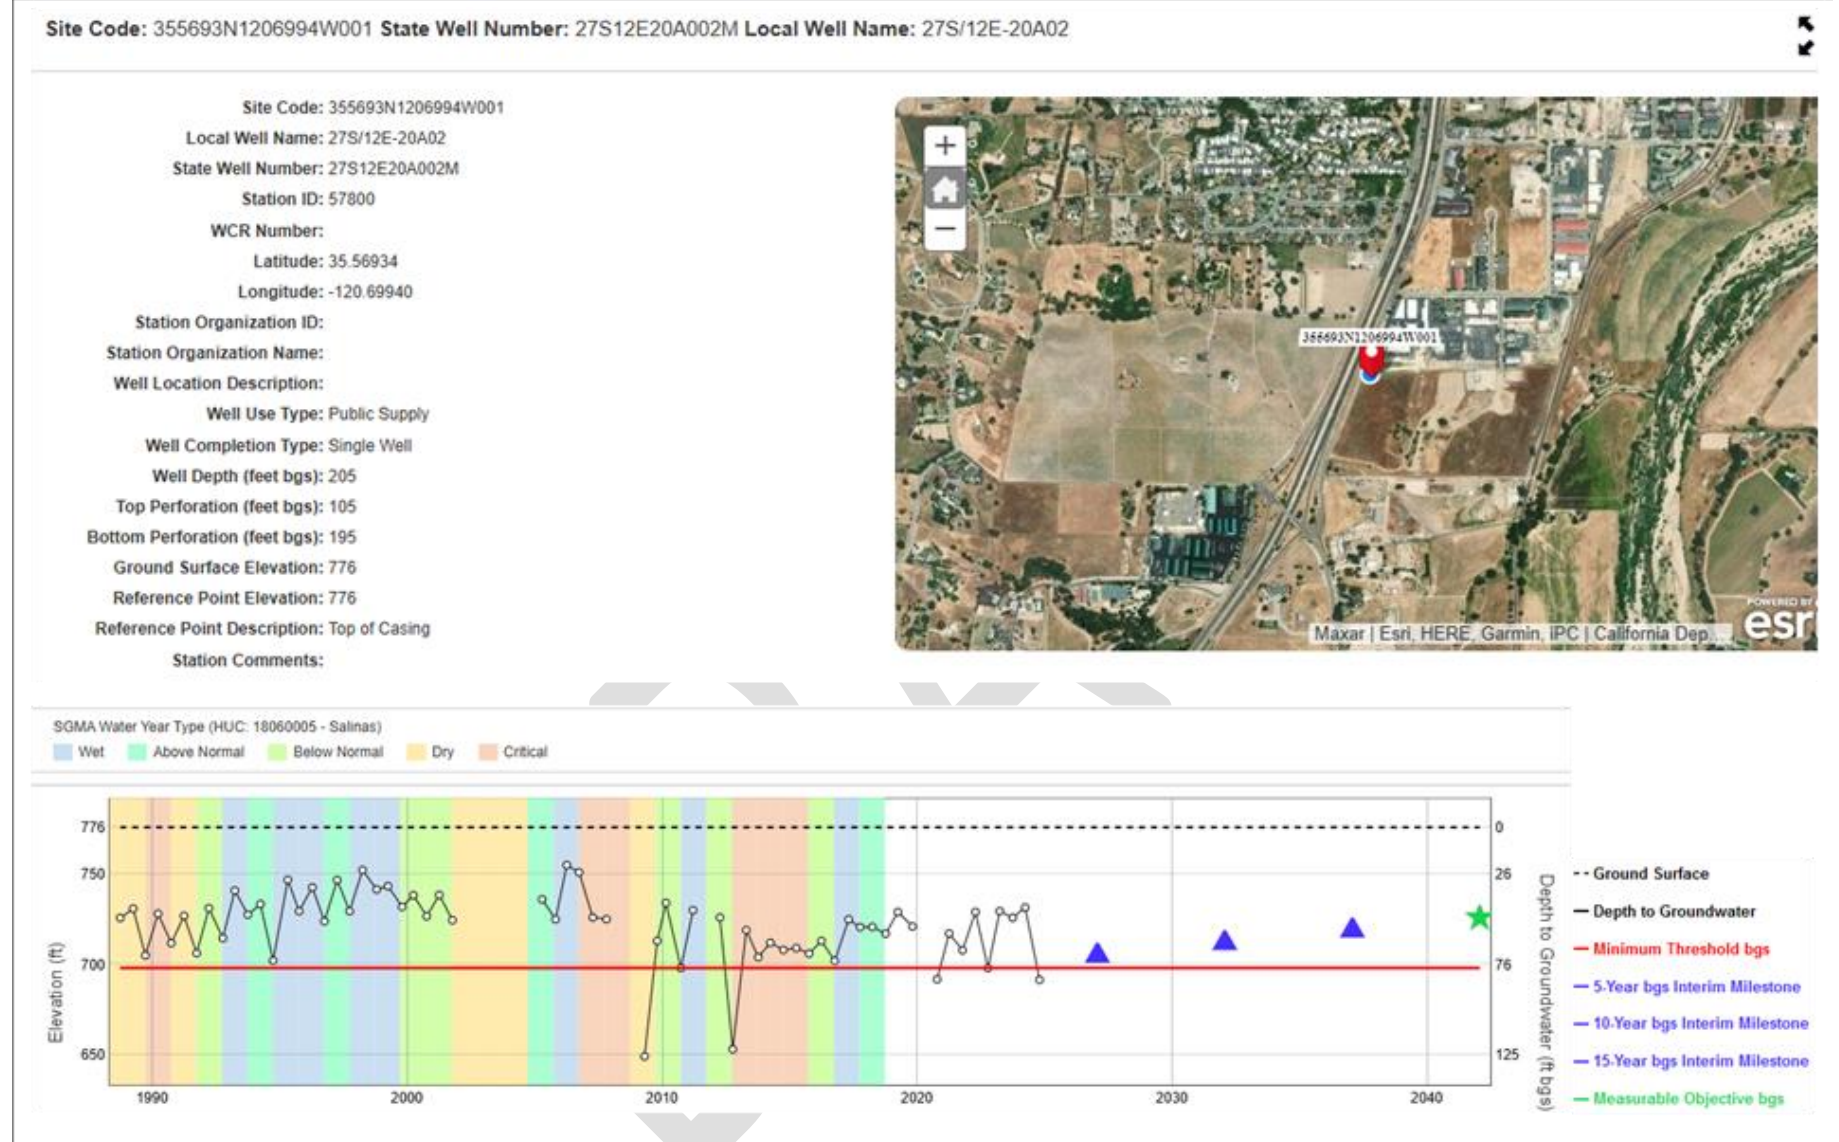 Site Code: 355693N1206994W001 State Well Number: 27S12E20A002M Local Well Name: 27S/12E-20A02
Site Code: 355693N1206994W001
Local Well Name: 27S/12E-20A02
State Well Number: 27S12E20A002M
Station ID: 57800
WCR Number:
Latitude: 35.56934
Longitude: -120.69940
Station Organization ID:
Station Organization Name:
Well Location Description:
Well Use Type: Public Supply
Well Completion Type: Single Well
Well Depth (feet bgs): 205
Top Perforation (feet bgs): 105
Bottom Perforation (feet bgs): 195
Ground Surface Elevation: 776
Reference Point Elevation: 776
Reference Point Description: Top of Casing
Station Comments:
+
−
355693N1206994W001
POWERED BY
esri
Maxar | Esri, HERE, Garmin, iPC | California Dep...
SGMA Water Year Type (HUC: 18060005 - Salinas)
Wet Above Normal Below Normal Dry Critical
776
750
700
650
Elevation (ft)
0
26
76
125
Depth to Groundwater (ft bgs)
1990 2000 2010 2020 2030 2040
Ground Surface
Depth to Groundwater
Minimum Threshold bgs
5-Year bgs Interim Milestone
10-Year bgs Interim Milestone
15-Year bgs Interim Milestone
Measurable Objective bgs